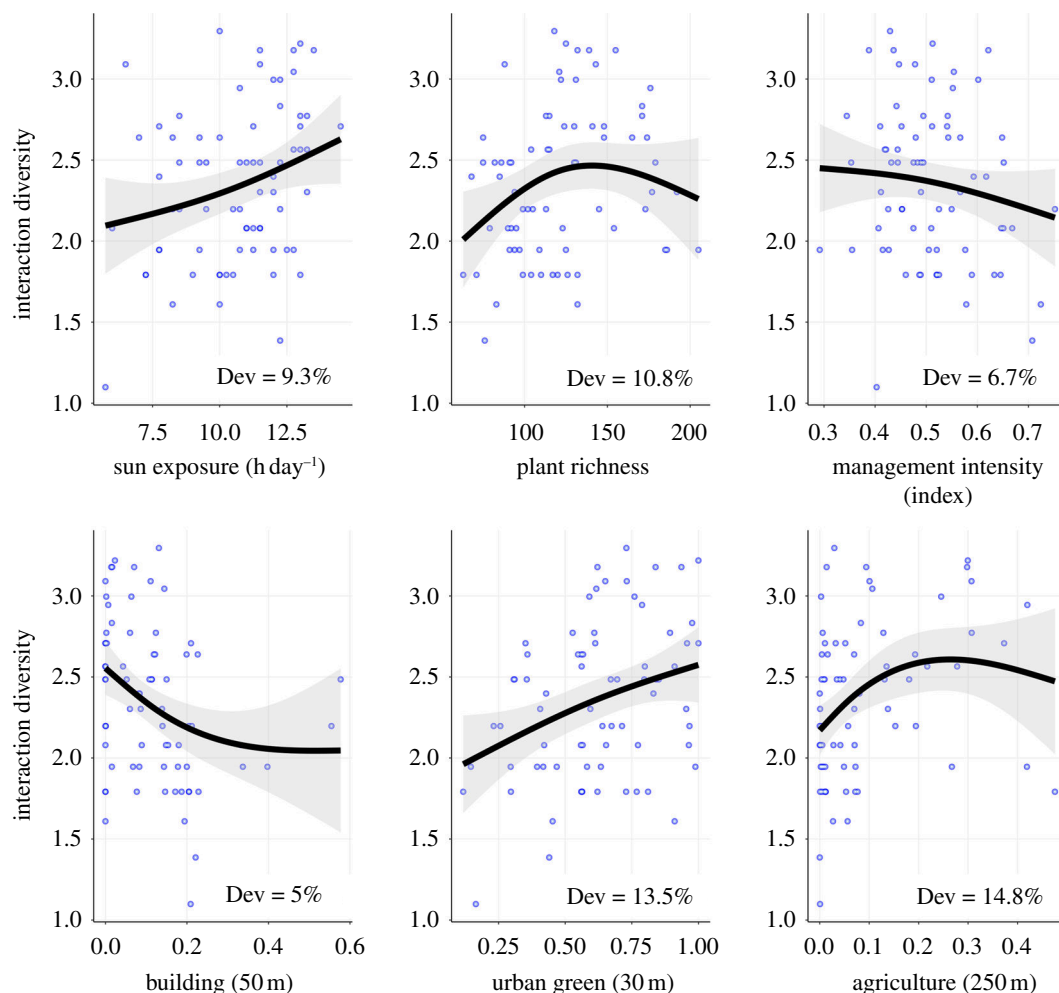 interaction diversity
3.0
2.5
2.0
1.5
1.0
Dev = 9.3%
7.5 10.0 12.5
sun exposure (h day⁻¹)
Dev = 10.8%
100 150 200
plant richness
Dev = 6.7%
0.3 0.4 0.5 0.6 0.7
management intensity
(index)
interaction diversity
3.0
2.5
2.0
1.5
1.0
Dev = 5%
0.0 0.2 0.4 0.6
building (50 m)
Dev = 13.5%
0.25 0.50 0.75 1.00
urban green (30 m)
Dev = 14.8%
0.0 0.1 0.2 0.3 0.4
agriculture (250 m)